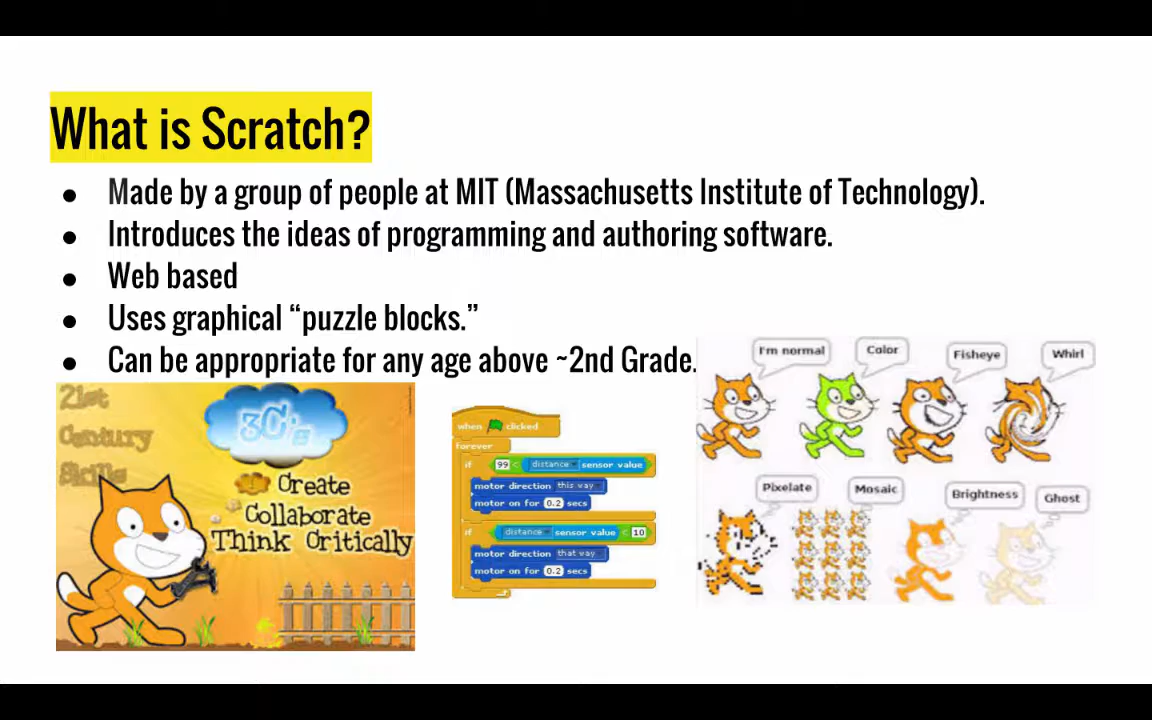 What is Scratch?
● Made by a group of people at MIT (Massachusetts Institute of Technology).
● Introduces the ideas of programming and authoring software.
● Web based
● Uses graphical “puzzle blocks.”
● Can be appropriate for any age above ~2nd Grade.
21st
Century
Skills
3C's
Create
Collaborate
Think Critically
when clicked
forever
if 99 < distance sensor value
motor direction this way
motor on for 0.2 secs
if distance sensor value < 10
motor direction that way
motor on for 0.2 secs
I'm normal
Color
Fisheye
Whirl
Pixelate
Mosaic
Brightness
Ghost